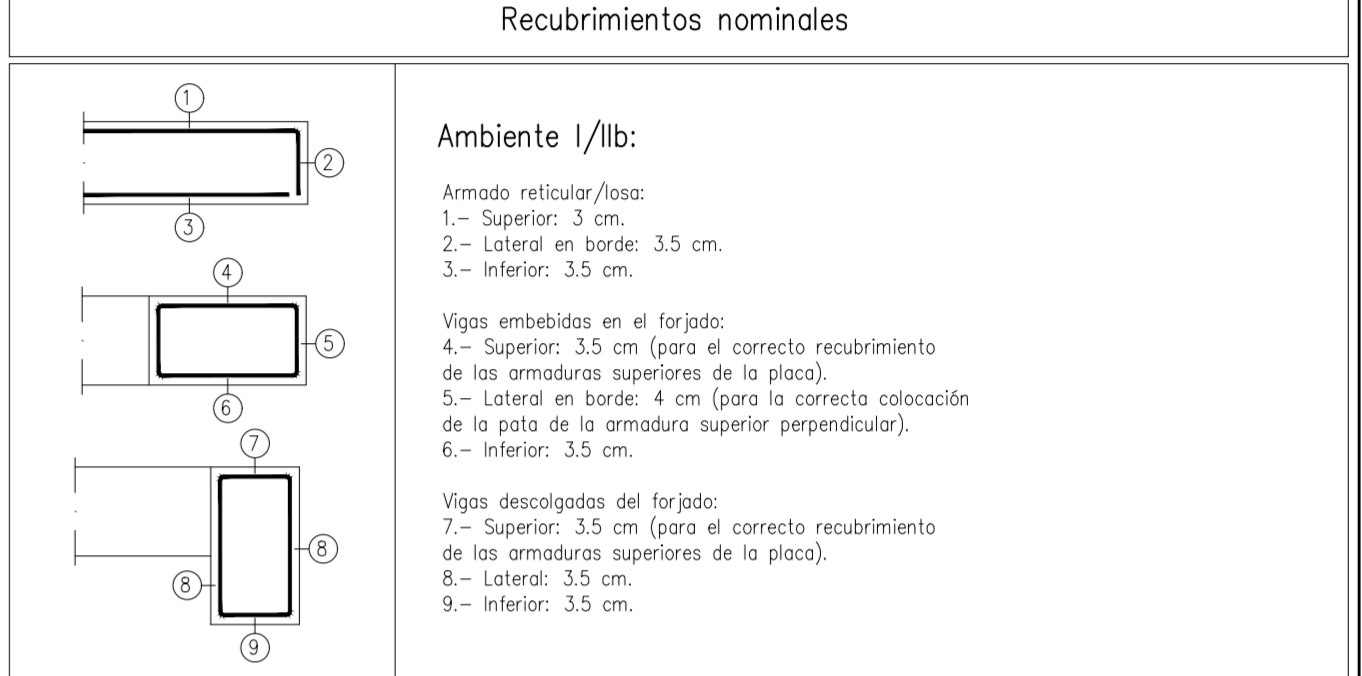 Recubrimientos nominales
1
2
3
4
5
6
7
8
8
9
Ambiente I/IIb:
Armado reticular/losa:
1.- Superior: 3 cm.
2.- Lateral en borde: 3.5 cm.
3.- Inferior: 3.5 cm.
Vigas embebidas en el forjado:
4.- Superior: 3.5 cm (para el correcto recubrimiento
de las armaduras superiores de la placa).
5.- Lateral en borde: 4 cm (para la correcta colocación
de la pata de la armadura superior perpendicular).
6.- Inferior: 3.5 cm.
Vigas descolgadas del forjado:
7.- Superior: 3.5 cm (para el correcto recubrimiento
de las armaduras superiores de la placa).
8.- Lateral: 3.5 cm.
9.- Inferior: 3.5 cm.